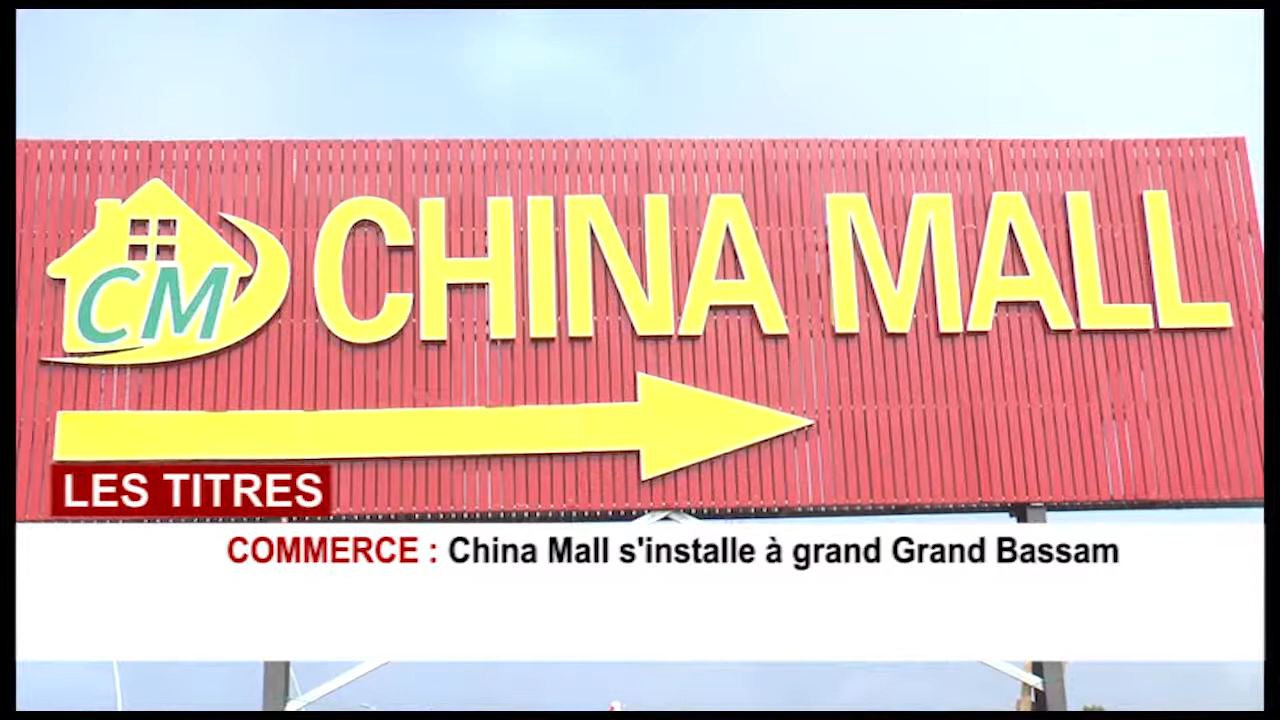 CHINA MALL
CM
LES TITRES
COMMERCE : China Mall s'installe à grand Grand Bassam